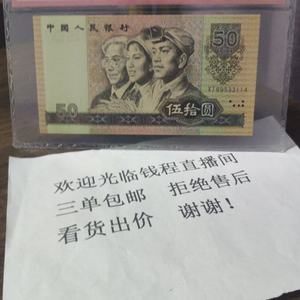 中国人民银行
50
XT89533114
50
伍拾圆
欢迎光临钱程直播间
三单包邮 拒绝售后
看货出价 谢谢!